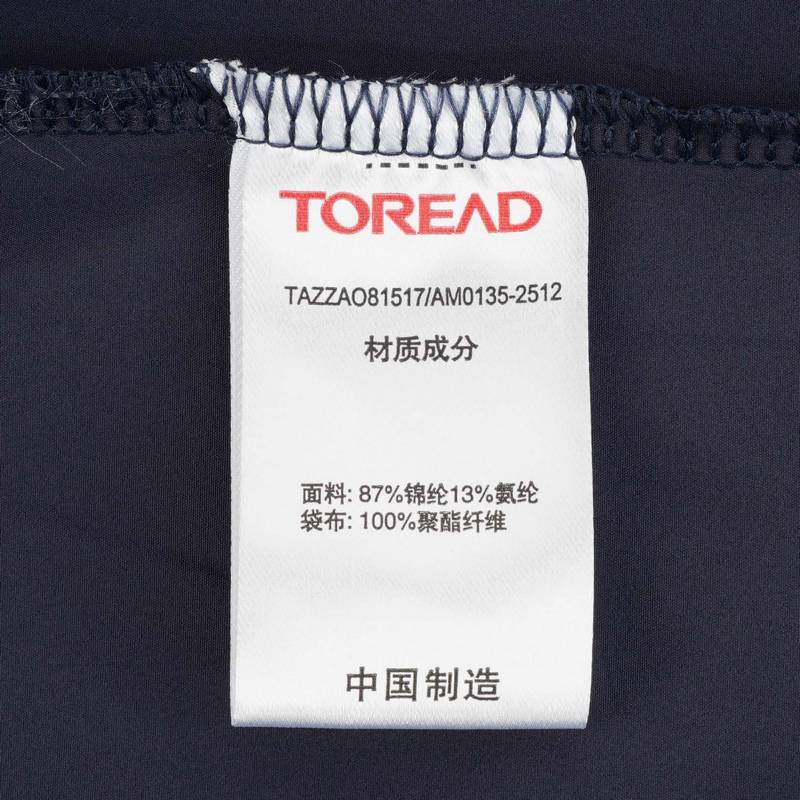 TOREAD
TAZZAO81517/AM0135-2512
材质成分
面料: 87%锦纶13%氨纶
袋布: 100%聚酯纤维
中国制造